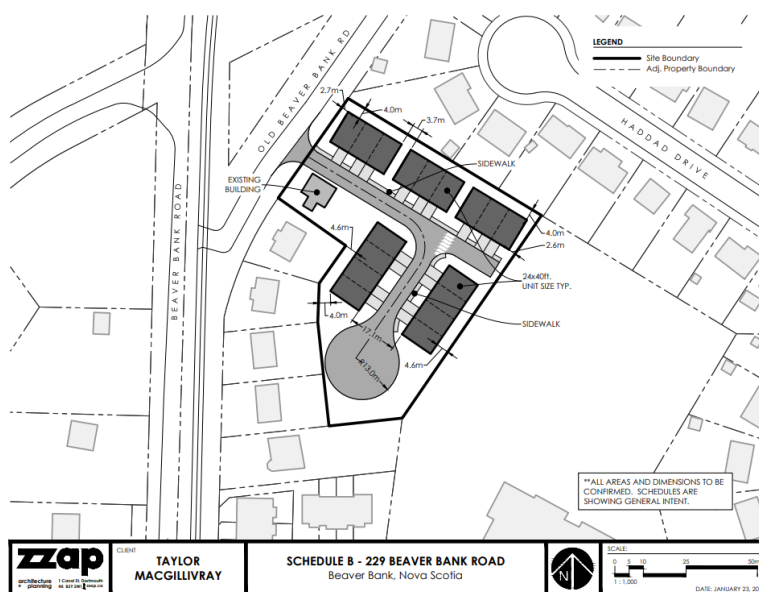 LEGEND
Site Boundary
Adj. Property Boundary
HADDAD DRIVE
OLD BEAVER BANK RD
BEAVER BANK ROAD
2.7m
4.0m
3.7m
SIDEWALK
EXISTING
BUILDING
4.6m
4.0m
2.6m
24x40ft.
UNIT SIZE TYP.
SIDEWALK
4.0m
17.1m
R13.0m
4.6m
**ALL AREAS AND DIMENSIONS TO BE
CONFIRMED. SCHEDULES ARE
SHOWING GENERAL INTENT.
zzap
architecture
planning
1 Canal St, Dartmouth
CLIENT
TAYLOR
MACGILLIVRAY
SCHEDULE B - 229 BEAVER BANK ROAD
Beaver Bank, Nova Scotia
N
SCALE:
0 5 10 25 50m
1 : 1,000
DATE: JANUARY 23, 20